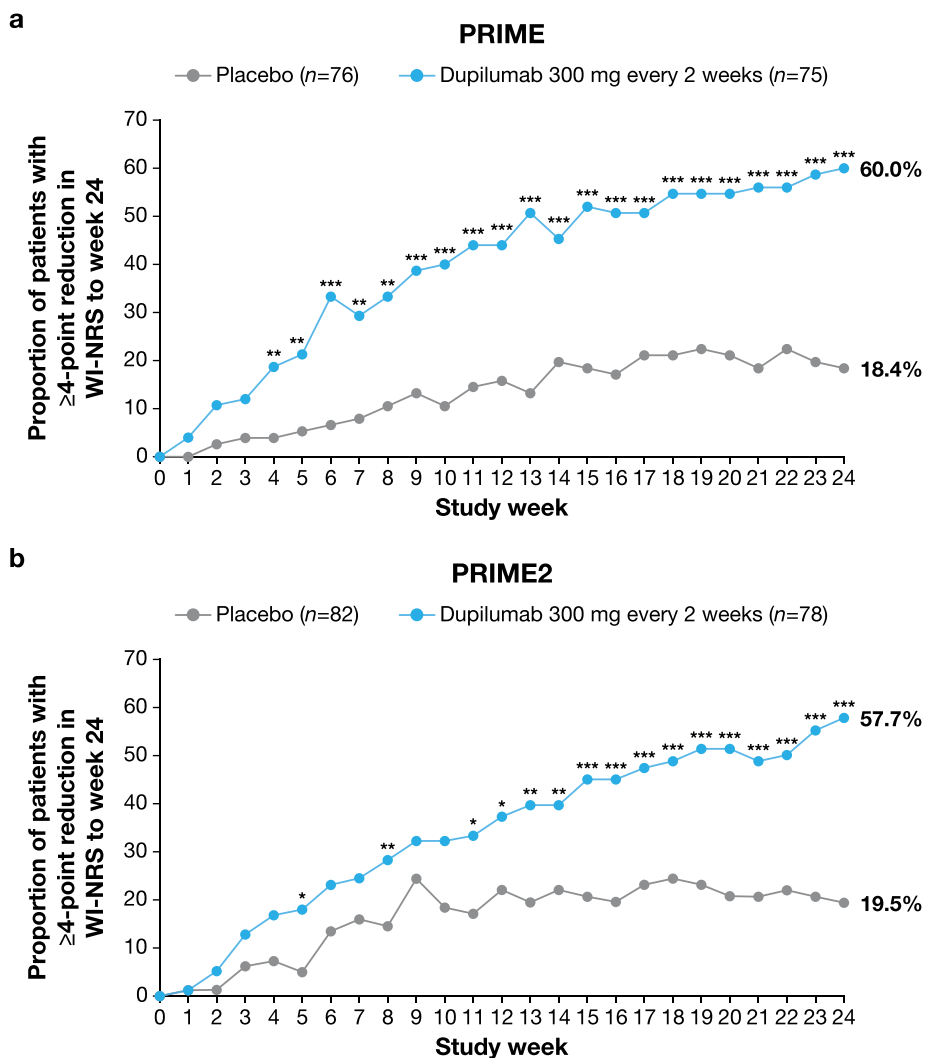 a
PRIME
Placebo (n=76)
Dupilumab 300 mg every 2 weeks (n=75)
Proportion of patients with
≥4-point reduction in
WI-NRS to week 24
70
60
50
40
30
20
10
0
** ** *** ** ** *** *** *** *** *** *** *** *** *** *** *** *** *** *** *** ***
60.0%
18.4%
0 1 2 3 4 5 6 7 8 9 10 11 12 13 14 15 16 17 18 19 20 21 22 23 24
Study week
b
PRIME2
Placebo (n=82)
Dupilumab 300 mg every 2 weeks (n=78)
Proportion of patients with
≥4-point reduction in
WI-NRS to week 24
70
60
50
40
30
20
10
0
* ** * * ** ** *** *** *** *** *** *** *** *** *** ***
57.7%
19.5%
0 1 2 3 4 5 6 7 8 9 10 11 12 13 14 15 16 17 18 19 20 21 22 23 24
Study week